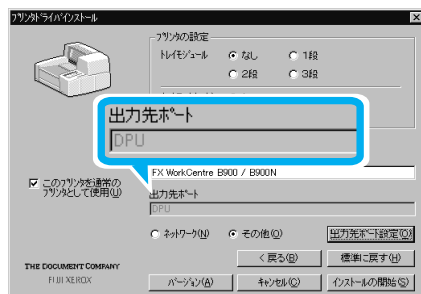 プリンタドライバインストール
プリンタの設定
トレイモジュール
なし
1段
2段
3段
出力先ポート
DPU
FX WorkCentre B900 / B900N
このプリンタを通常の
プリンタとして使用(U)
出力先ポート
DPU
ネットワーク(N)
その他(O)
出力先ポート設定(O)
< 戻る(B)
標準に戻す(H)
THE DOCUMENT COMPANY
FUJI XEROX
バージョン(A)
キャンセル(C)
インストールの開始(S)